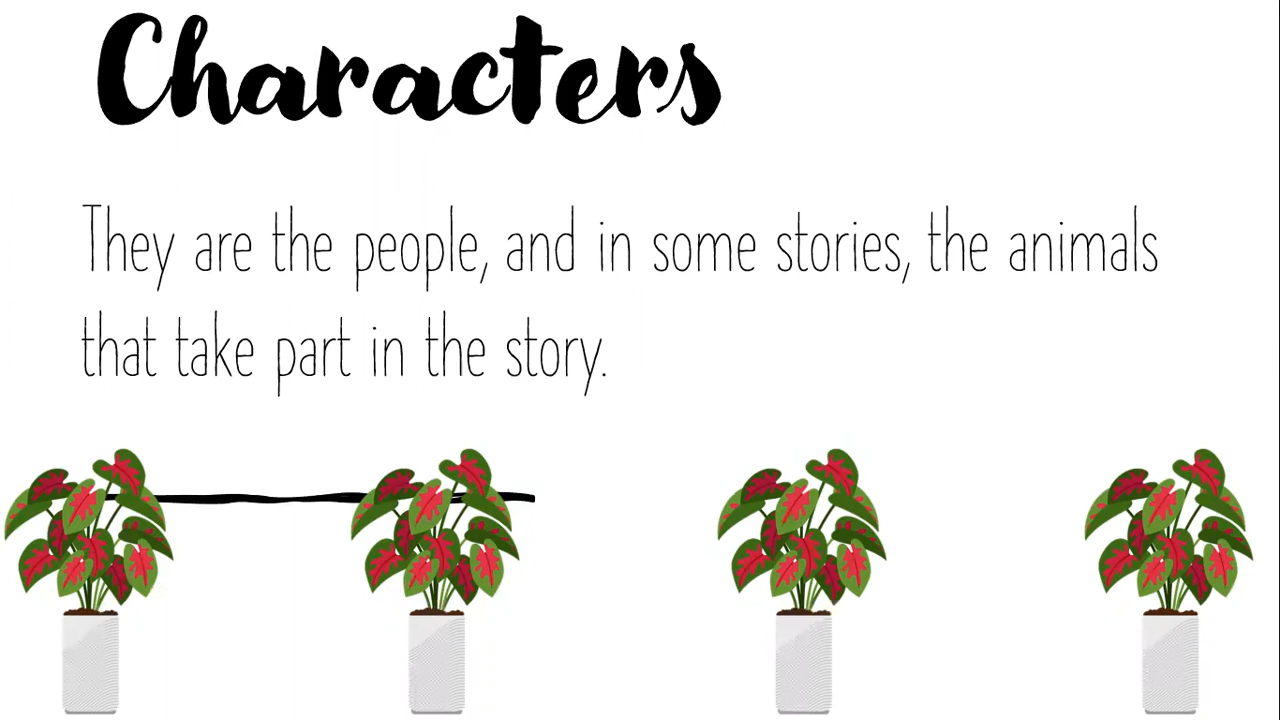 Characters
They are the people, and in some stories, the animals
that take part in the story.